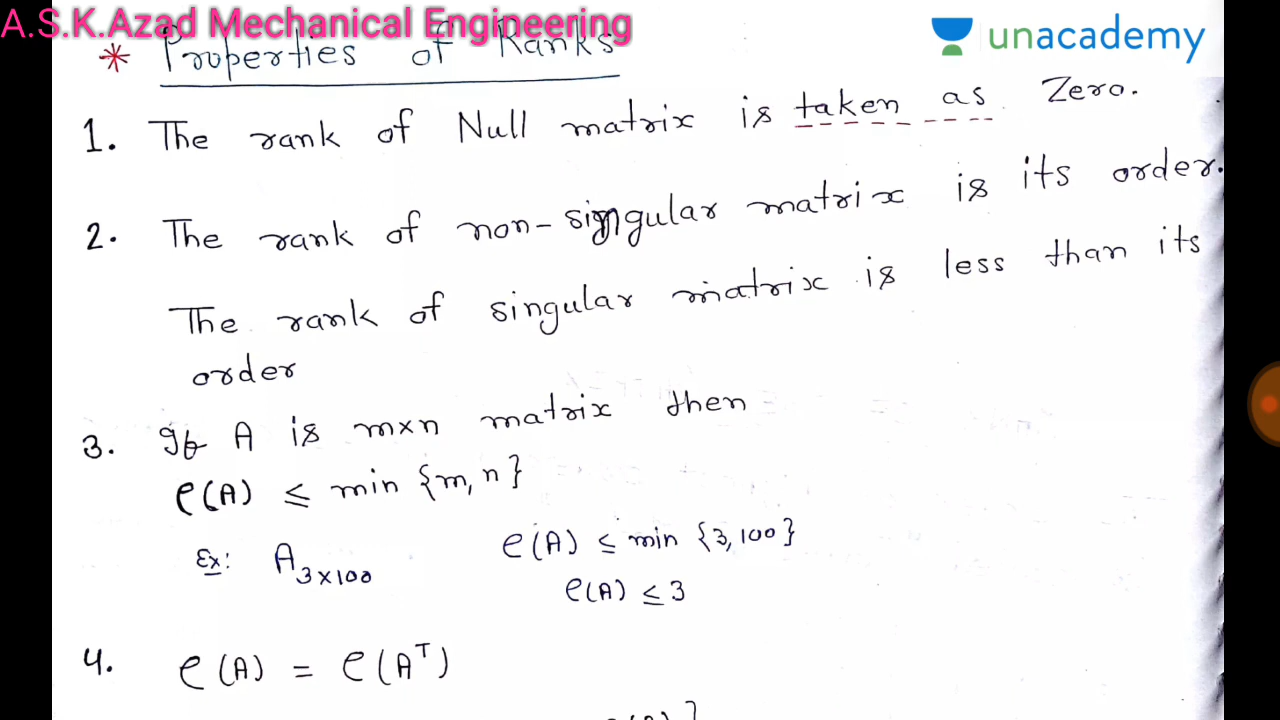 A.S.K.Azad Mechanical Engineering
unacademy
* Properties of Ranks
1. The rank of Null matrix is taken as Zero.
2. The rank of non-singular matrix is its order.
The rank of singular matrix is less than its
order
3. If A is m×n matrix then
ρ(A) ≤ min {m, n}
Ex: A₃ₓ₁₀₀ ρ(A) ≤ min {3, 100}
ρ(A) ≤ 3
4. ρ(A) = ρ(Aᵀ)